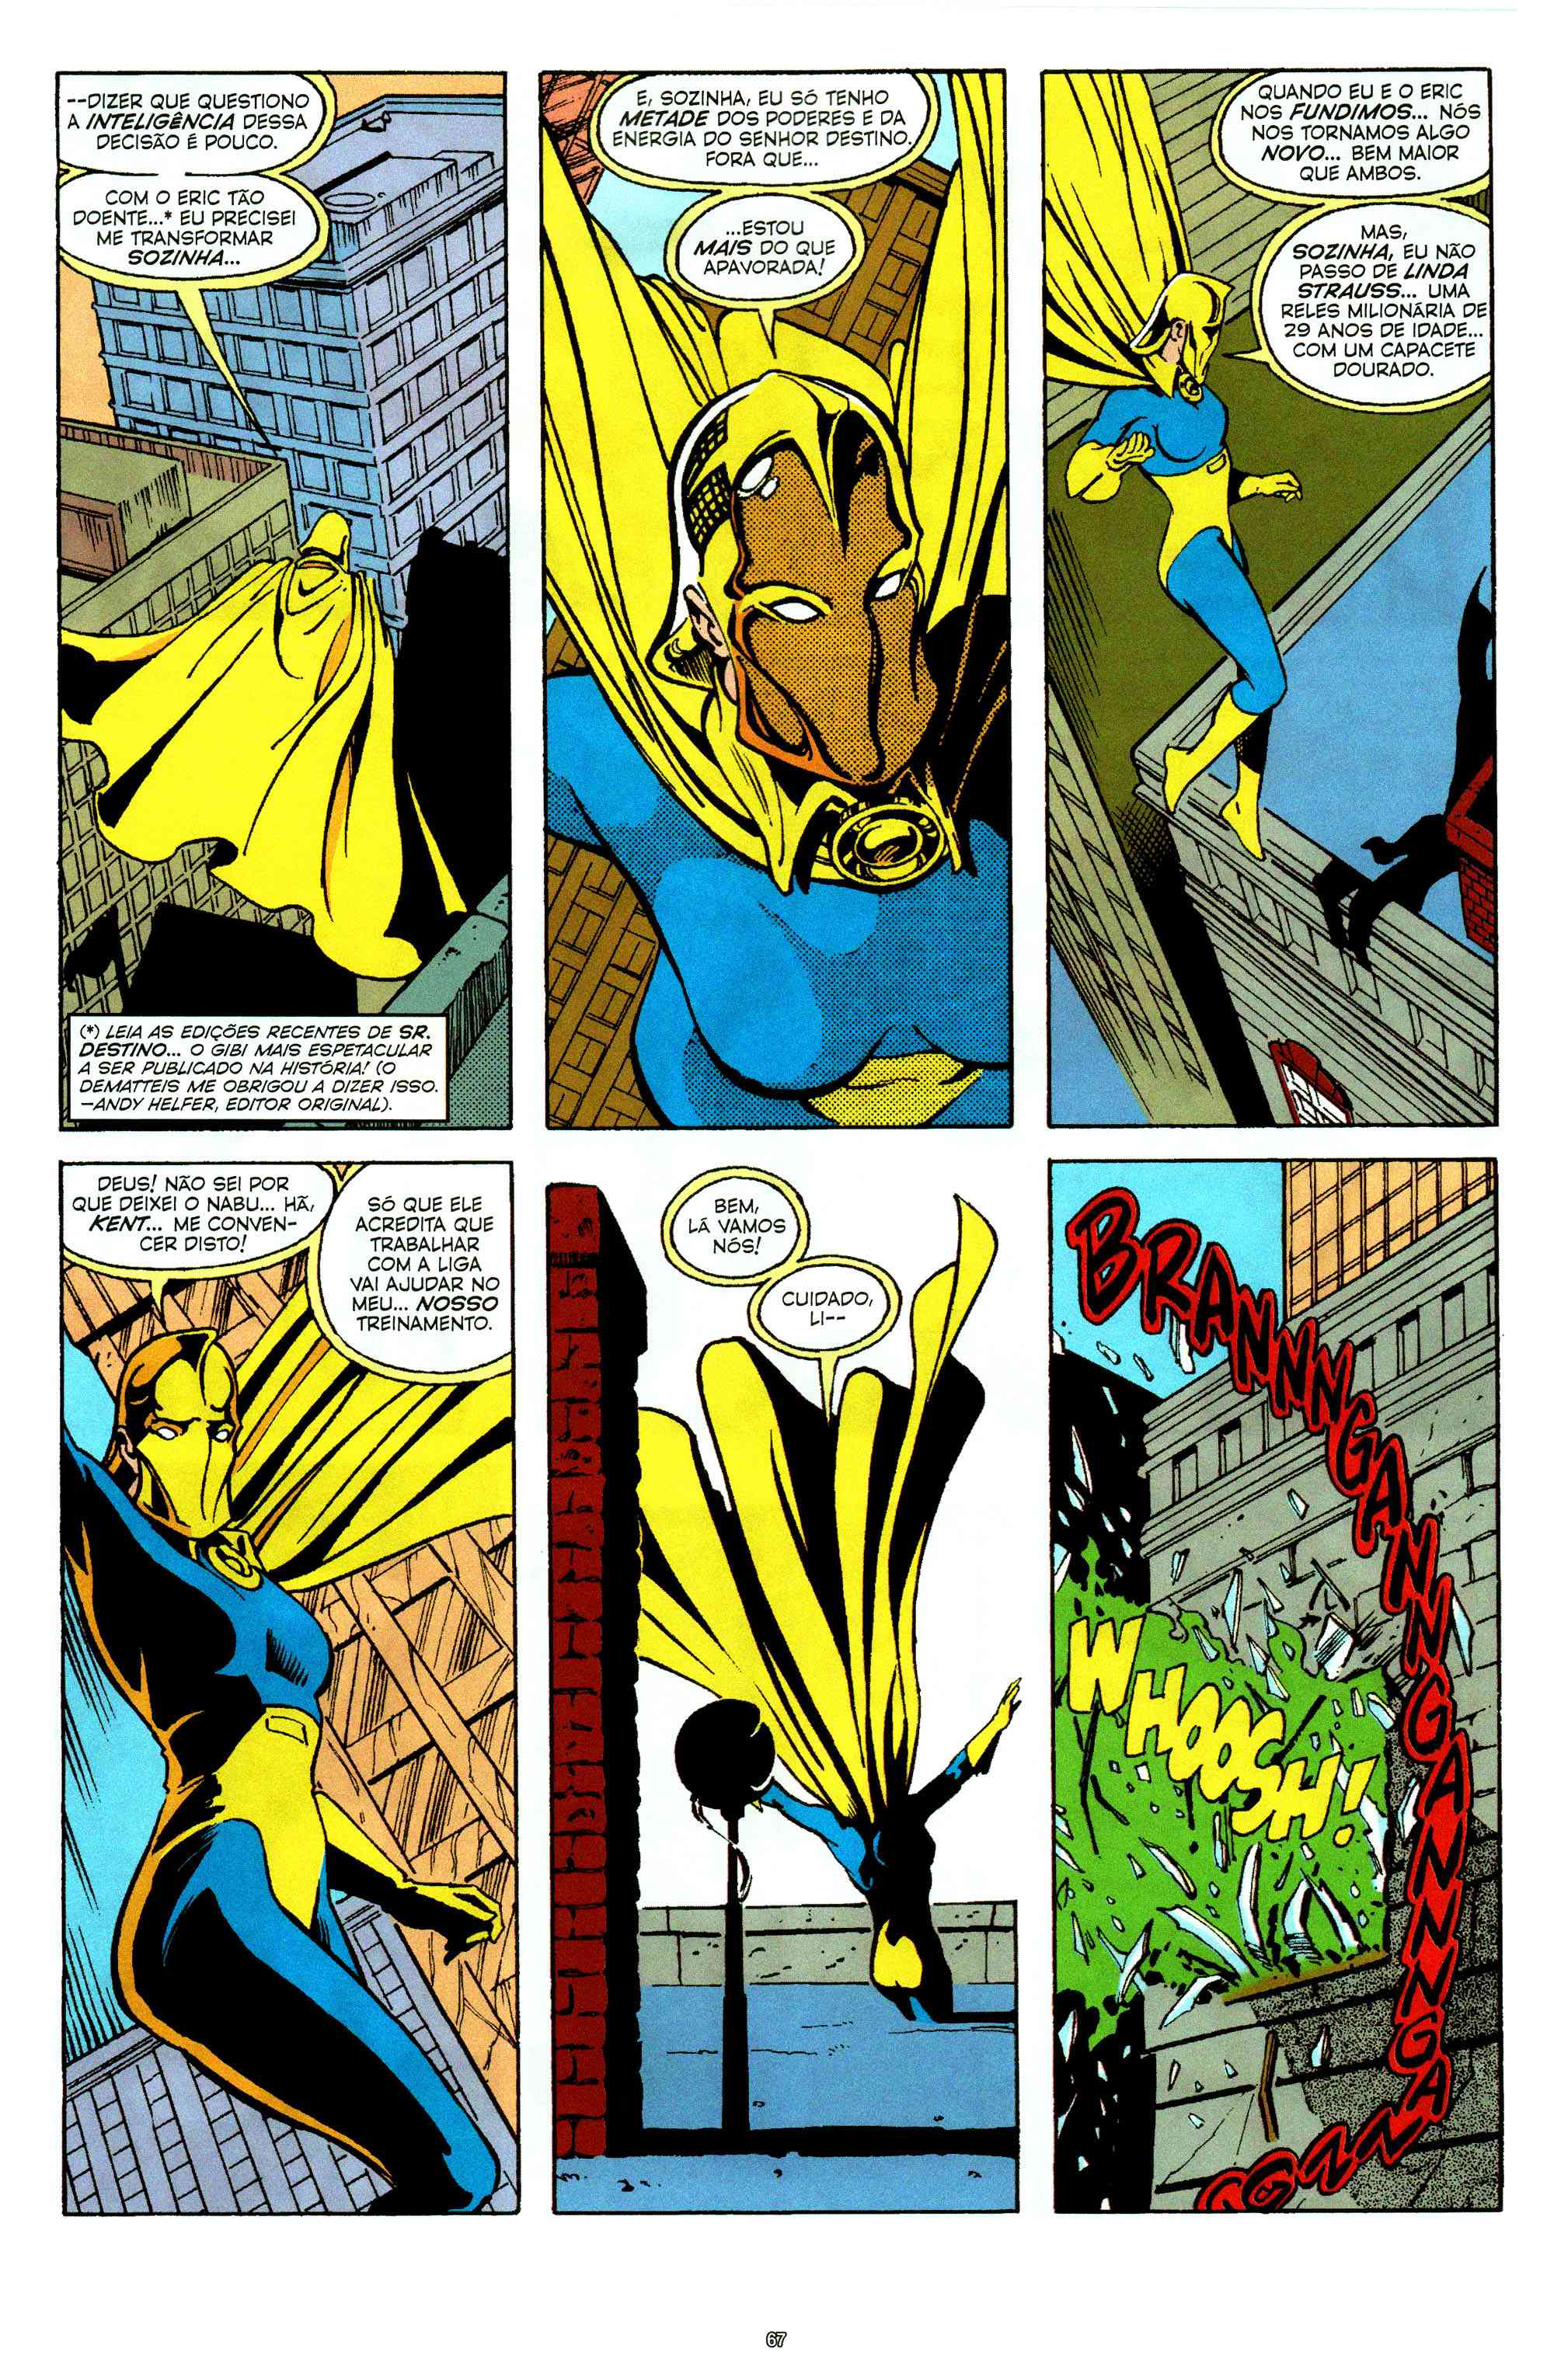 --DIZER QUE QUESTIONO
A INTELIGÊNCIA DESSA
DECISÃO É POUCO.
COM O ERIC TÃO
DOENTE...* EU PRECISEI
ME TRANSFORMAR
SOZINHA...
(*) LEIA AS EDIÇÕES RECENTES DE SR.
DESTINO... O GIBI MAIS ESPETACULAR
A SER PUBLICADO NA HISTÓRIA! (O
DEMATTEIS ME OBRIGOU A DIZER ISSO.
—ANDY HELFER, EDITOR ORIGINAL).
E, SOZINHA, EU SÓ TENHO
METADE DOS PODERES E DA
ENERGIA DO SENHOR DESTINO.
FORA QUE...
...ESTOU
MAIS DO QUE
APAVORADA!
QUANDO EU E O ERIC
NOS FUNDIMOS... NÓS
NOS TORNAMOS ALGO
NOVO... BEM MAIOR
QUE AMBOS.
MAS,
SOZINHA, EU NÃO
PASSO DE LINDA
STRAUSS... UMA
RELES MILIONÁRIA DE
29 ANOS DE IDADE...
COM UM CAPACETE
DOURADO.
DEUS! NÃO SEI POR
QUE DEIXEI O NABU... HÃ,
KENT... ME CONVEN-
CER DISTO!
SÓ QUE ELE
ACREDITA QUE
TRABALHAR
COM A LIGA
VAI AJUDAR NO
MEU... NOSSO
TREINAMENTO.
BEM,
LÁ VAMOS
NÓS!
CUIDADO,
LI--
BRANNNGANNNGANNNGANNNG
WHOOSH!
67